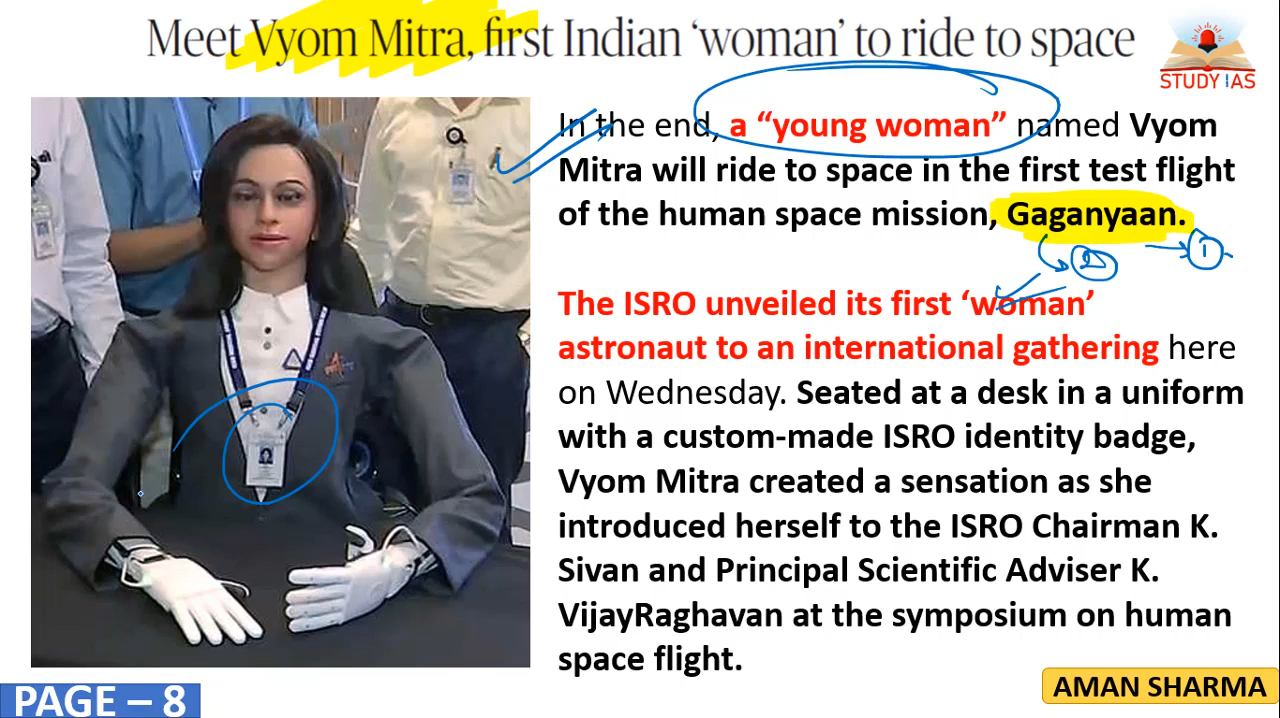 Meet Vyom Mitra, first Indian ‘woman’ to ride to space
STUDY IAS
In the end, a “young woman” named Vyom
Mitra will ride to space in the first test flight
of the human space mission, Gaganyaan.
1
The ISRO unveiled its first ‘woman’
astronaut to an international gathering here
on Wednesday. Seated at a desk in a uniform
with a custom-made ISRO identity badge,
Vyom Mitra created a sensation as she
introduced herself to the ISRO Chairman K.
Sivan and Principal Scientific Adviser K.
VijayRaghavan at the symposium on human
space flight.
PAGE – 8
AMAN SHARMA